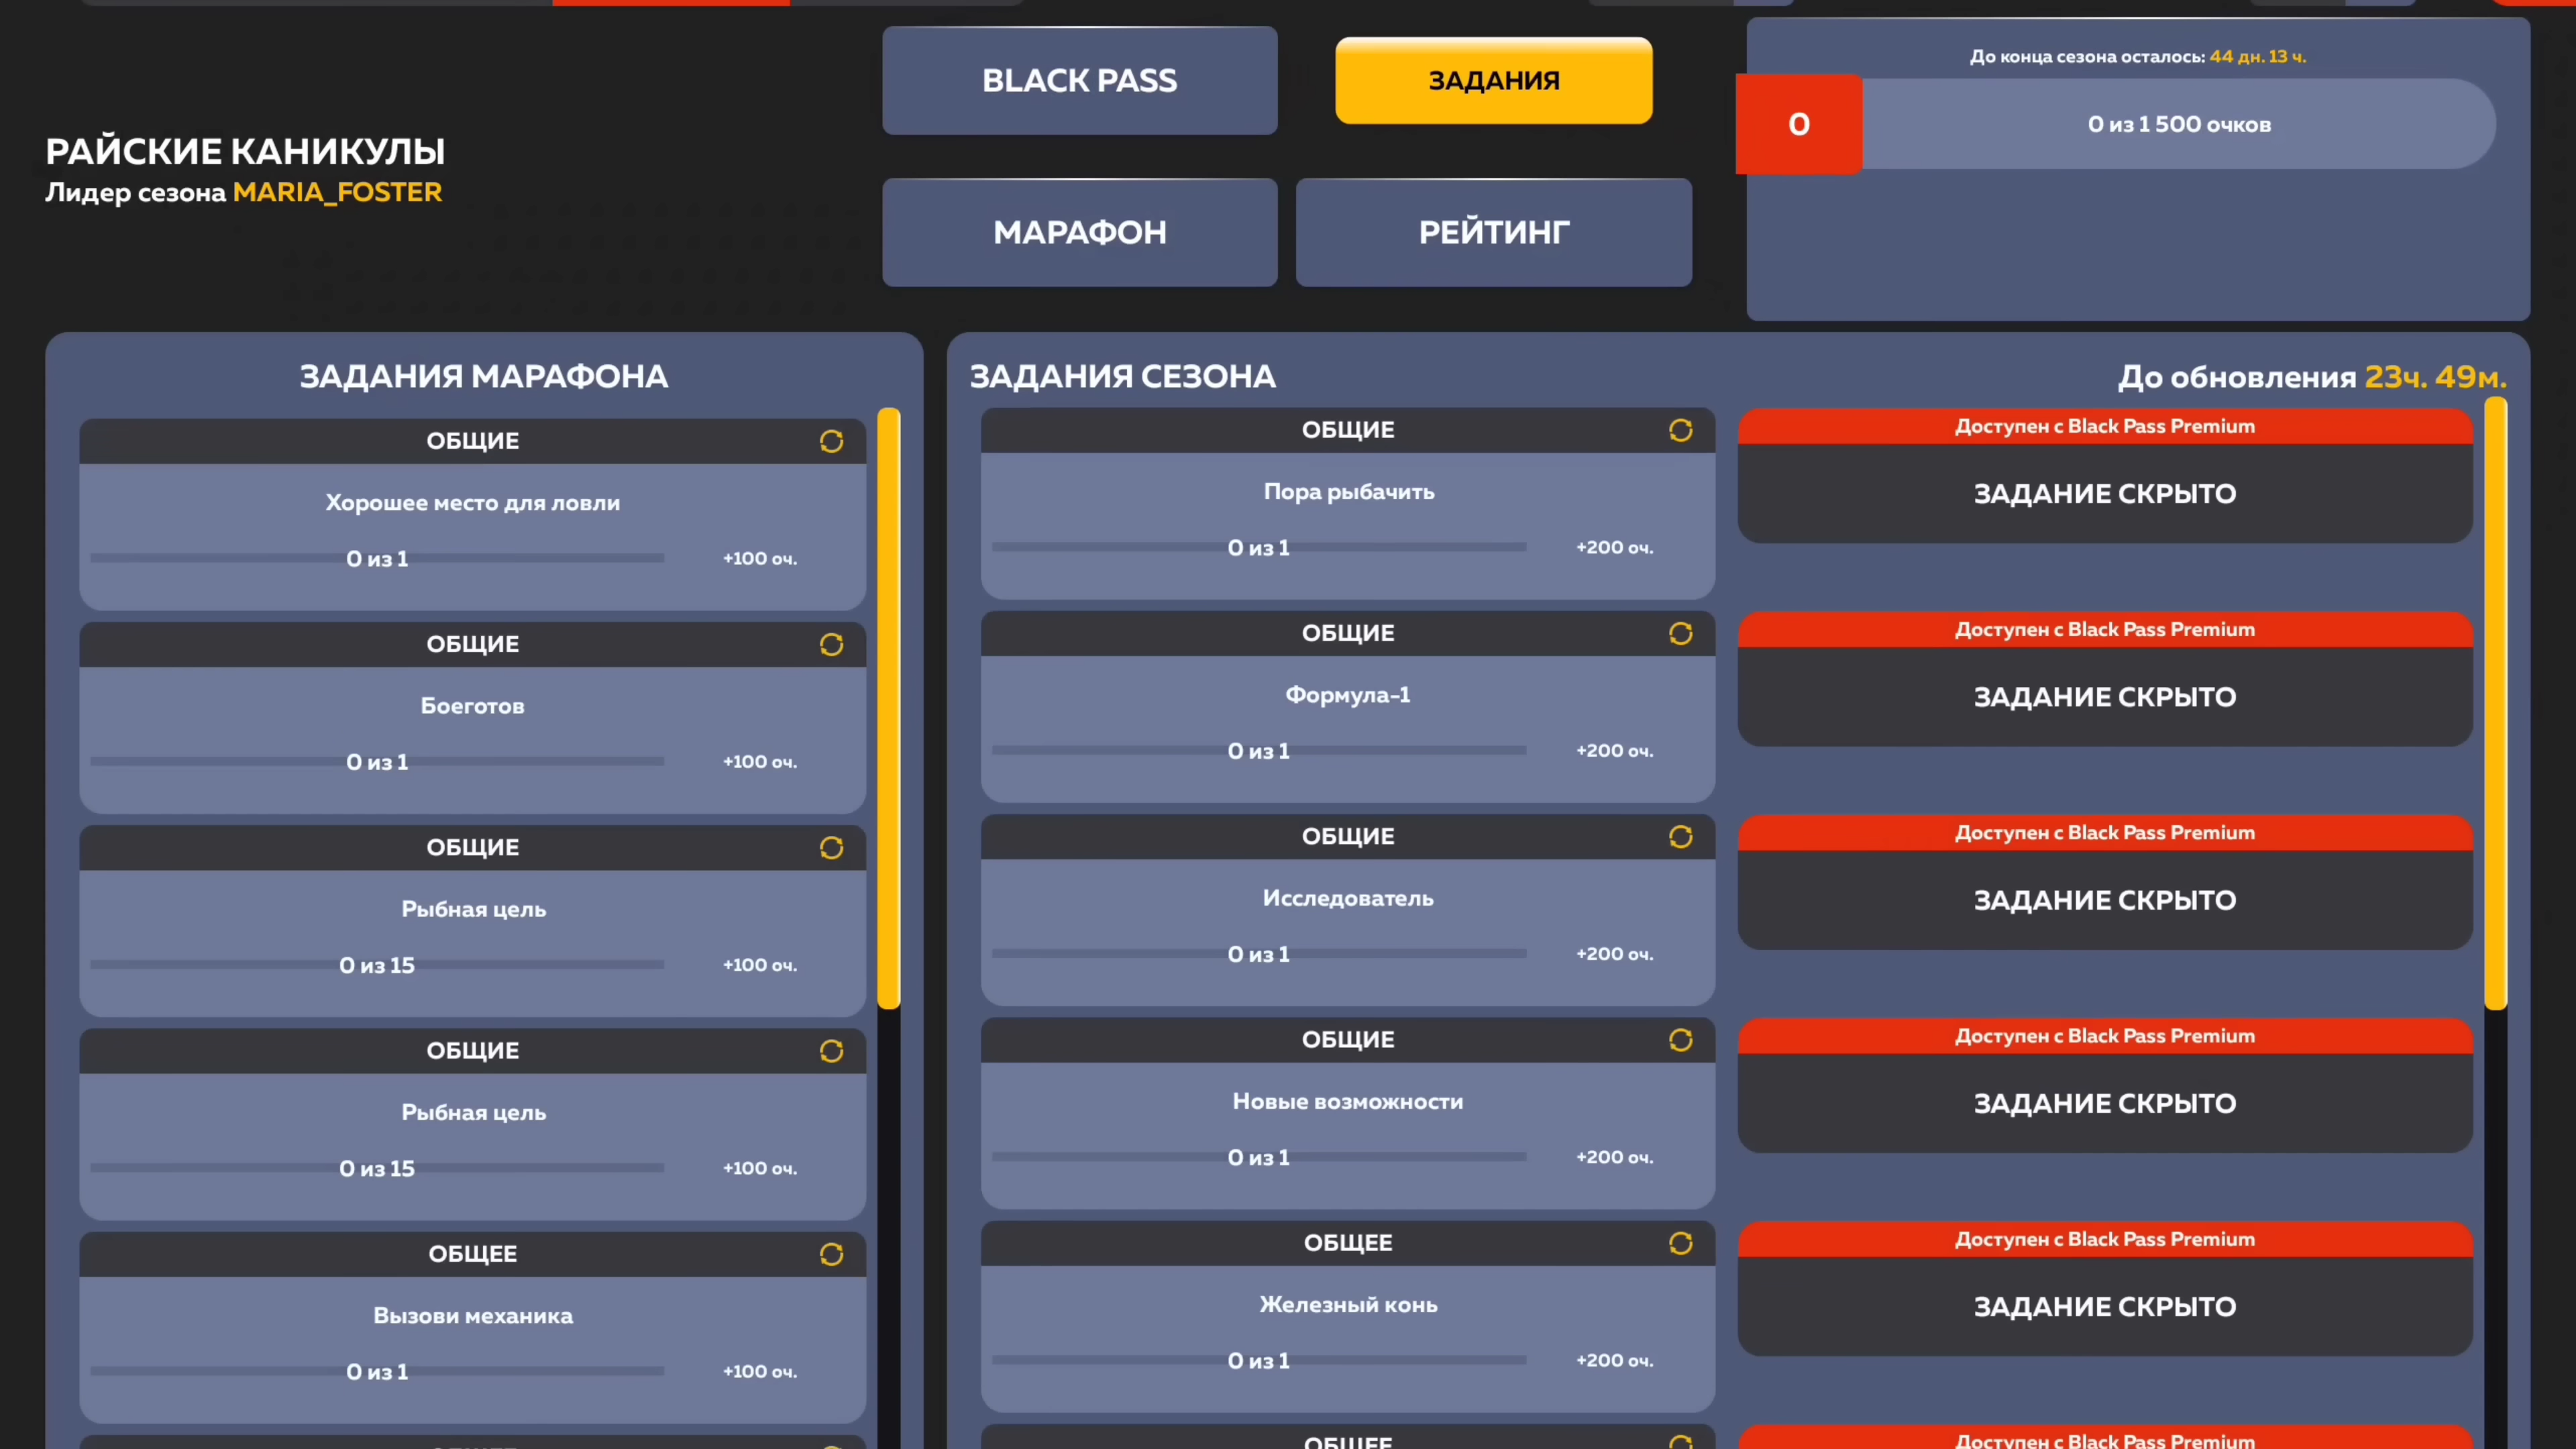 РАЙСКИЕ КАНИКУЛЫ
Лидер сезона MARIA_FOSTER
BLACK PASS
ЗАДАНИЯ
МАРАФОН
РЕЙТИНГ
До конца сезона осталось: 44 дн. 13 ч.
0
0 из 1 500 очков
ЗАДАНИЯ МАРАФОНА
ОБЩИЕ
Хорошее место для ловли
0 из 1
+100 оч.
ОБЩИЕ
Боеготов
0 из 1
+100 оч.
ОБЩИЕ
Рыбная цель
0 из 15
+100 оч.
ОБЩИЕ
Рыбная цель
0 из 15
+100 оч.
ОБЩЕЕ
Вызови механика
0 из 1
+100 оч.
ЗАДАНИЯ СЕЗОНА
До обновления 23ч. 49м.
ОБЩИЕ
Пора рыбачить
0 из 1
+200 оч.
Доступен с Black Pass Premium
ЗАДАНИЕ СКРЫТО
ОБЩИЕ
Формула-1
0 из 1
+200 оч.
Доступен с Black Pass Premium
ЗАДАНИЕ СКРЫТО
ОБЩИЕ
Исследователь
0 из 1
+200 оч.
Доступен с Black Pass Premium
ЗАДАНИЕ СКРЫТО
ОБЩИЕ
Новые возможности
0 из 1
+200 оч.
Доступен с Black Pass Premium
ЗАДАНИЕ СКРЫТО
ОБЩЕЕ
Железный конь
0 из 1
+200 оч.
Доступен с Black Pass Premium
ЗАДАНИЕ СКРЫТО
ОБЩЕЕ
Доступен с Black Pass Premium